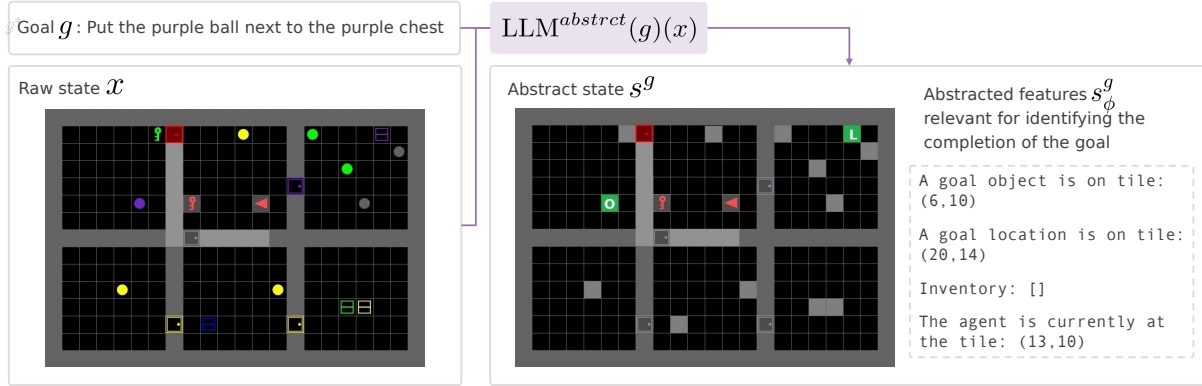 Goal g : Put the purple ball next to the purple chest
LLM^{abstrct}(g)(x)
Raw state x
Abstract state s^g
L
O
Abstracted features s^g_ϕ
relevant for identifying the
completion of the goal
A goal object is on tile:
(6,10)
A goal location is on tile:
(20,14)
Inventory: []
The agent is currently at
the tile: (13,10)